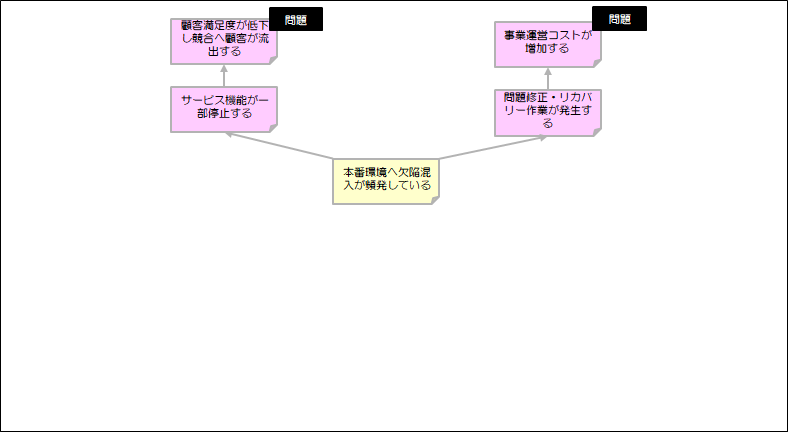 問題
顧客満足度が低下
し競合へ顧客が流
出する
問題
事業運営コストが
増加する
サービス機能が一
部停止する
問題修正・リカバ
リー作業が発生す
る
本番環境へ欠陥混
入が頻発している